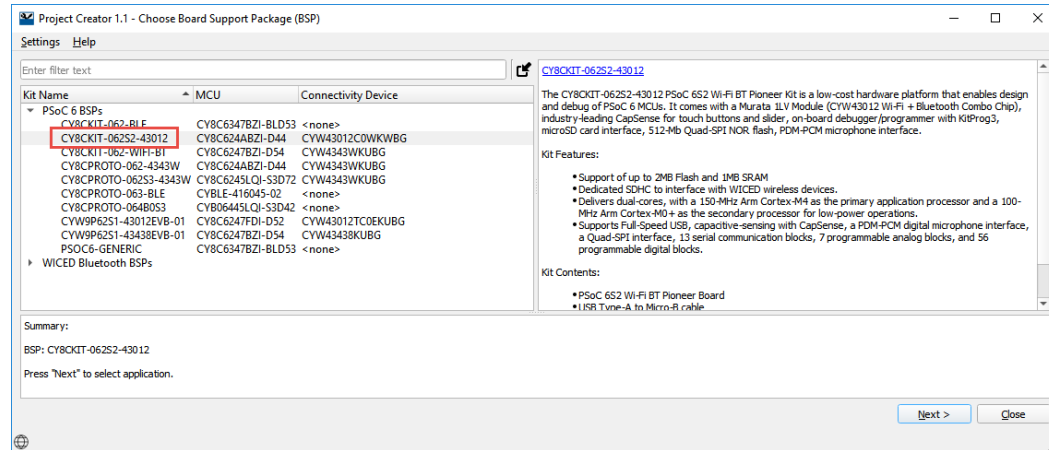 Project Creator 1.1 - Choose Board Support Package (BSP)
Settings Help
Enter filter text
Kit Name MCU Connectivity Device
PSoC 6 BSPs
CY8CKIT-062-BLE CY8C6347BZI-BLD53 <none>
CY8CKIT-062S2-43012 CY8C624ABZI-D44 CYW43012C0WKWBG
CY8CKIT-062-WIFI-BT CY8C6247BZI-D54 CYW4343WKUBG
CY8CPROTO-062-4343W CY8C624ABZI-D44 CYW4343WKUBG
CY8CPROTO-062S3-4343W CY8C6245LQI-S3D72 CYW4343WKUBG
CY8CPROTO-063-BLE CYBLE-416045-02 <none>
CY8CPROTO-064B0S3 CYB06445LQI-S3D42 <none>
CYW9P62S1-43012EVB-01 CY8C6247FDI-D52 CYW43012TC0EKUBG
CYW9P62S1-43438EVB-01 CY8C6247BZI-D54 CYW43438KUBG
PSOC6-GENERIC CY8C6347BZI-BLD53 <none>
WICED Bluetooth BSPs
CY8CKIT-062S2-43012
The CY8CKIT-062S2-43012 PSoC 6S2 Wi-Fi BT Pioneer Kit is a low-cost hardware platform that enables design
and debug of PSoC 6 MCUs. It comes with a Murata 1LV Module (CYW43012 Wi-Fi + Bluetooth Combo Chip),
industry-leading CapSense for touch buttons and slider, on-board debugger/programmer with KitProg3,
microSD card interface, 512-Mb Quad-SPI NOR flash, PDM-PCM microphone interface.
Kit Features:
•Support of up to 2MB Flash and 1MB SRAM
•Dedicated SDHC to interface with WICED wireless devices.
•Delivers dual-cores, with a 150-MHz Arm Cortex-M4 as the primary application processor and a 100-
MHz Arm Cortex-M0+ as the secondary processor for low-power operations.
•Supports Full-Speed USB, capacitive-sensing with CapSense, a PDM-PCM digital microphone interface,
a Quad-SPI interface, 13 serial communication blocks, 7 programmable analog blocks, and 56
programmable digital blocks.
Kit Contents:
•PSoC 6S2 Wi-Fi BT Pioneer Board
•USB Type-A to Micro-B cable
Summary:
BSP: CY8CKIT-062S2-43012
Press "Next" to select application.
Next > Close